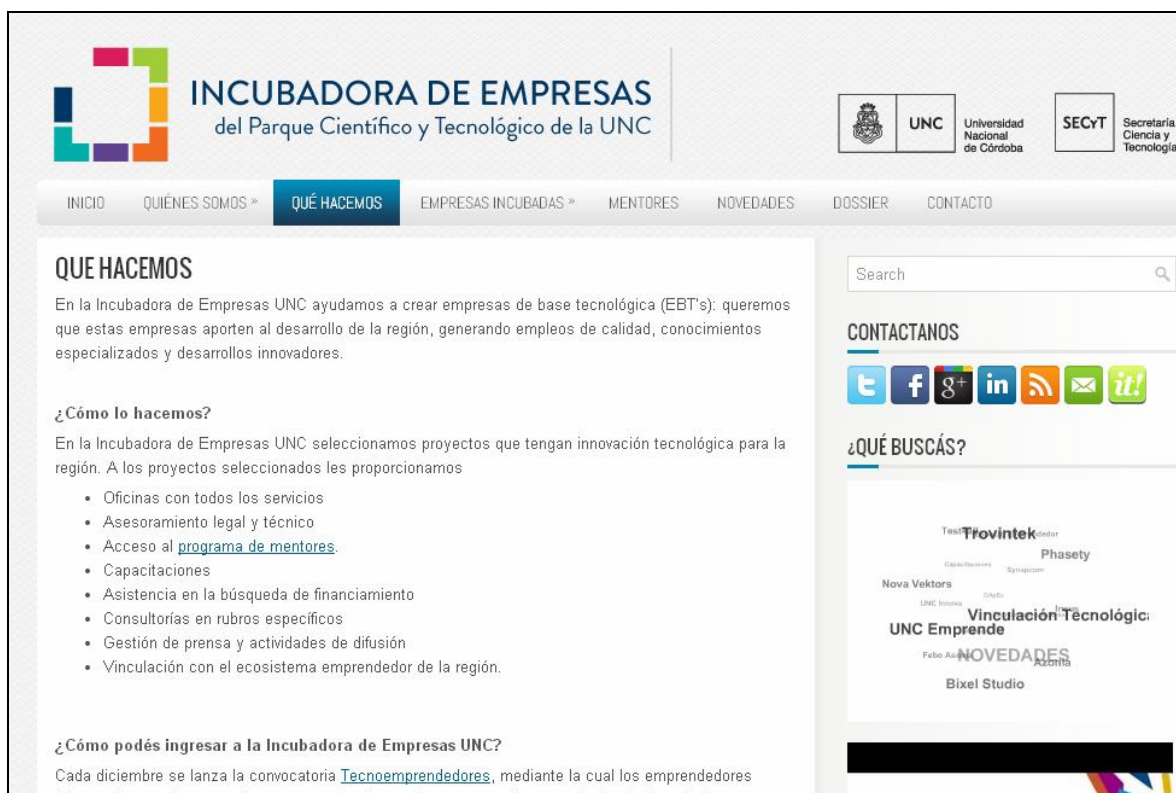 INCUBADORA DE EMPRESAS
del Parque Científico y Tecnológico de la UNC
UNC
Universidad
Nacional
de Córdoba
SECyT
Secretaría
Ciencia y
Tecnología
INICIO QUIÉNES SOMOS » QUÉ HACEMOS EMPRESAS INCUBADAS » MENTORES NOVEDADES DOSSIER CONTACTO
QUE HACEMOS
En la Incubadora de Empresas UNC ayudamos a crear empresas de base tecnológica (EBT's): queremos
que estas empresas aporten al desarrollo de la región, generando empleos de calidad, conocimientos
especializados y desarrollos innovadores.
¿Cómo lo hacemos?
En la Incubadora de Empresas UNC seleccionamos proyectos que tengan innovación tecnológica para la
región. A los proyectos seleccionados les proporcionamos
• Oficinas con todos los servicios
• Asesoramiento legal y técnico
• Acceso al programa de mentores.
• Capacitaciones
• Asistencia en la búsqueda de financiamiento
• Consultorías en rubros específicos
• Gestión de prensa y actividades de difusión
• Vinculación con el ecosistema emprendedor de la región.
¿Cómo podés ingresar a la Incubadora de Empresas UNC?
Cada diciembre se lanza la convocatoria Tecnoemprendedores, mediante la cual los emprendedores
Search
CONTACTANOS
g+
in
it!
¿QUÉ BUSCÁS?
Trovintek
Phasety
Capacitaciones
Synapcom
Nova Vektors
UNC Innova
Vinculación Tecnológic
UNC Emprende
NOVEDADES
Azonia
Bixel Studio